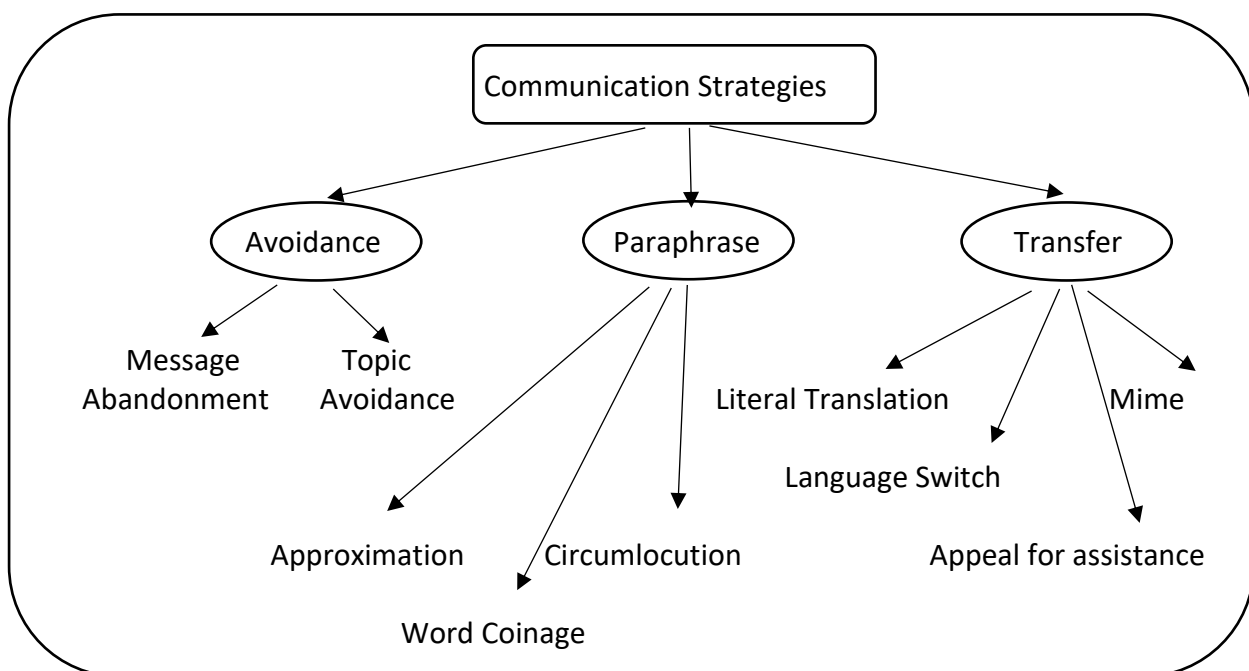 Communication Strategies
Avoidance
Paraphrase
Transfer
Message
Abandonment
Topic
Avoidance
Literal Translation
Mime
Language Switch
Approximation
Circumlocution
Appeal for assistance
Word Coinage